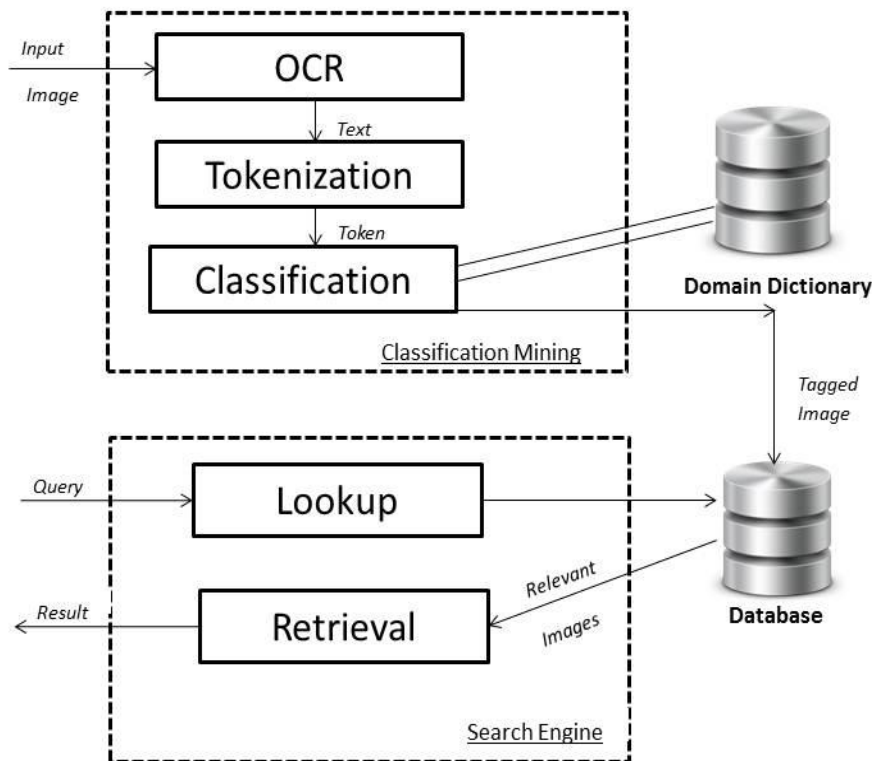 Input
Image
OCR
Text
Tokenization
Token
Classification
Domain Dictionary
Classification Mining
Tagged
Image
Query
Lookup
Relevant
Images
Result
Retrieval
Database
Search Engine